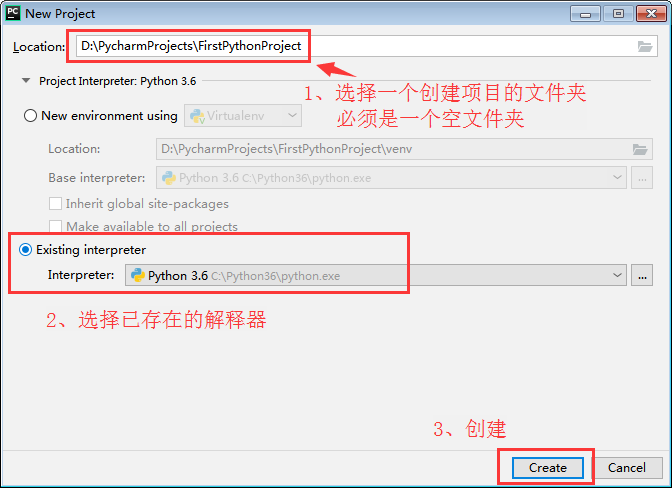 New Project
Location: D:\PycharmProjects\FirstPythonProject
Project Interpreter: Python 3.6
1、选择一个创建项目的文件夹
必须是一个空文件夹
New environment using Virtualenv
Location: D:\PycharmProjects\FirstPythonProject\venv
Base interpreter: Python 3.6 C:\Python36\python.exe ...
Inherit global site-packages
Make available to all projects
Existing interpreter
Interpreter: Python 3.6 C:\Python36\python.exe ...
2、选择已存在的解释器
3、创建
Create Cancel